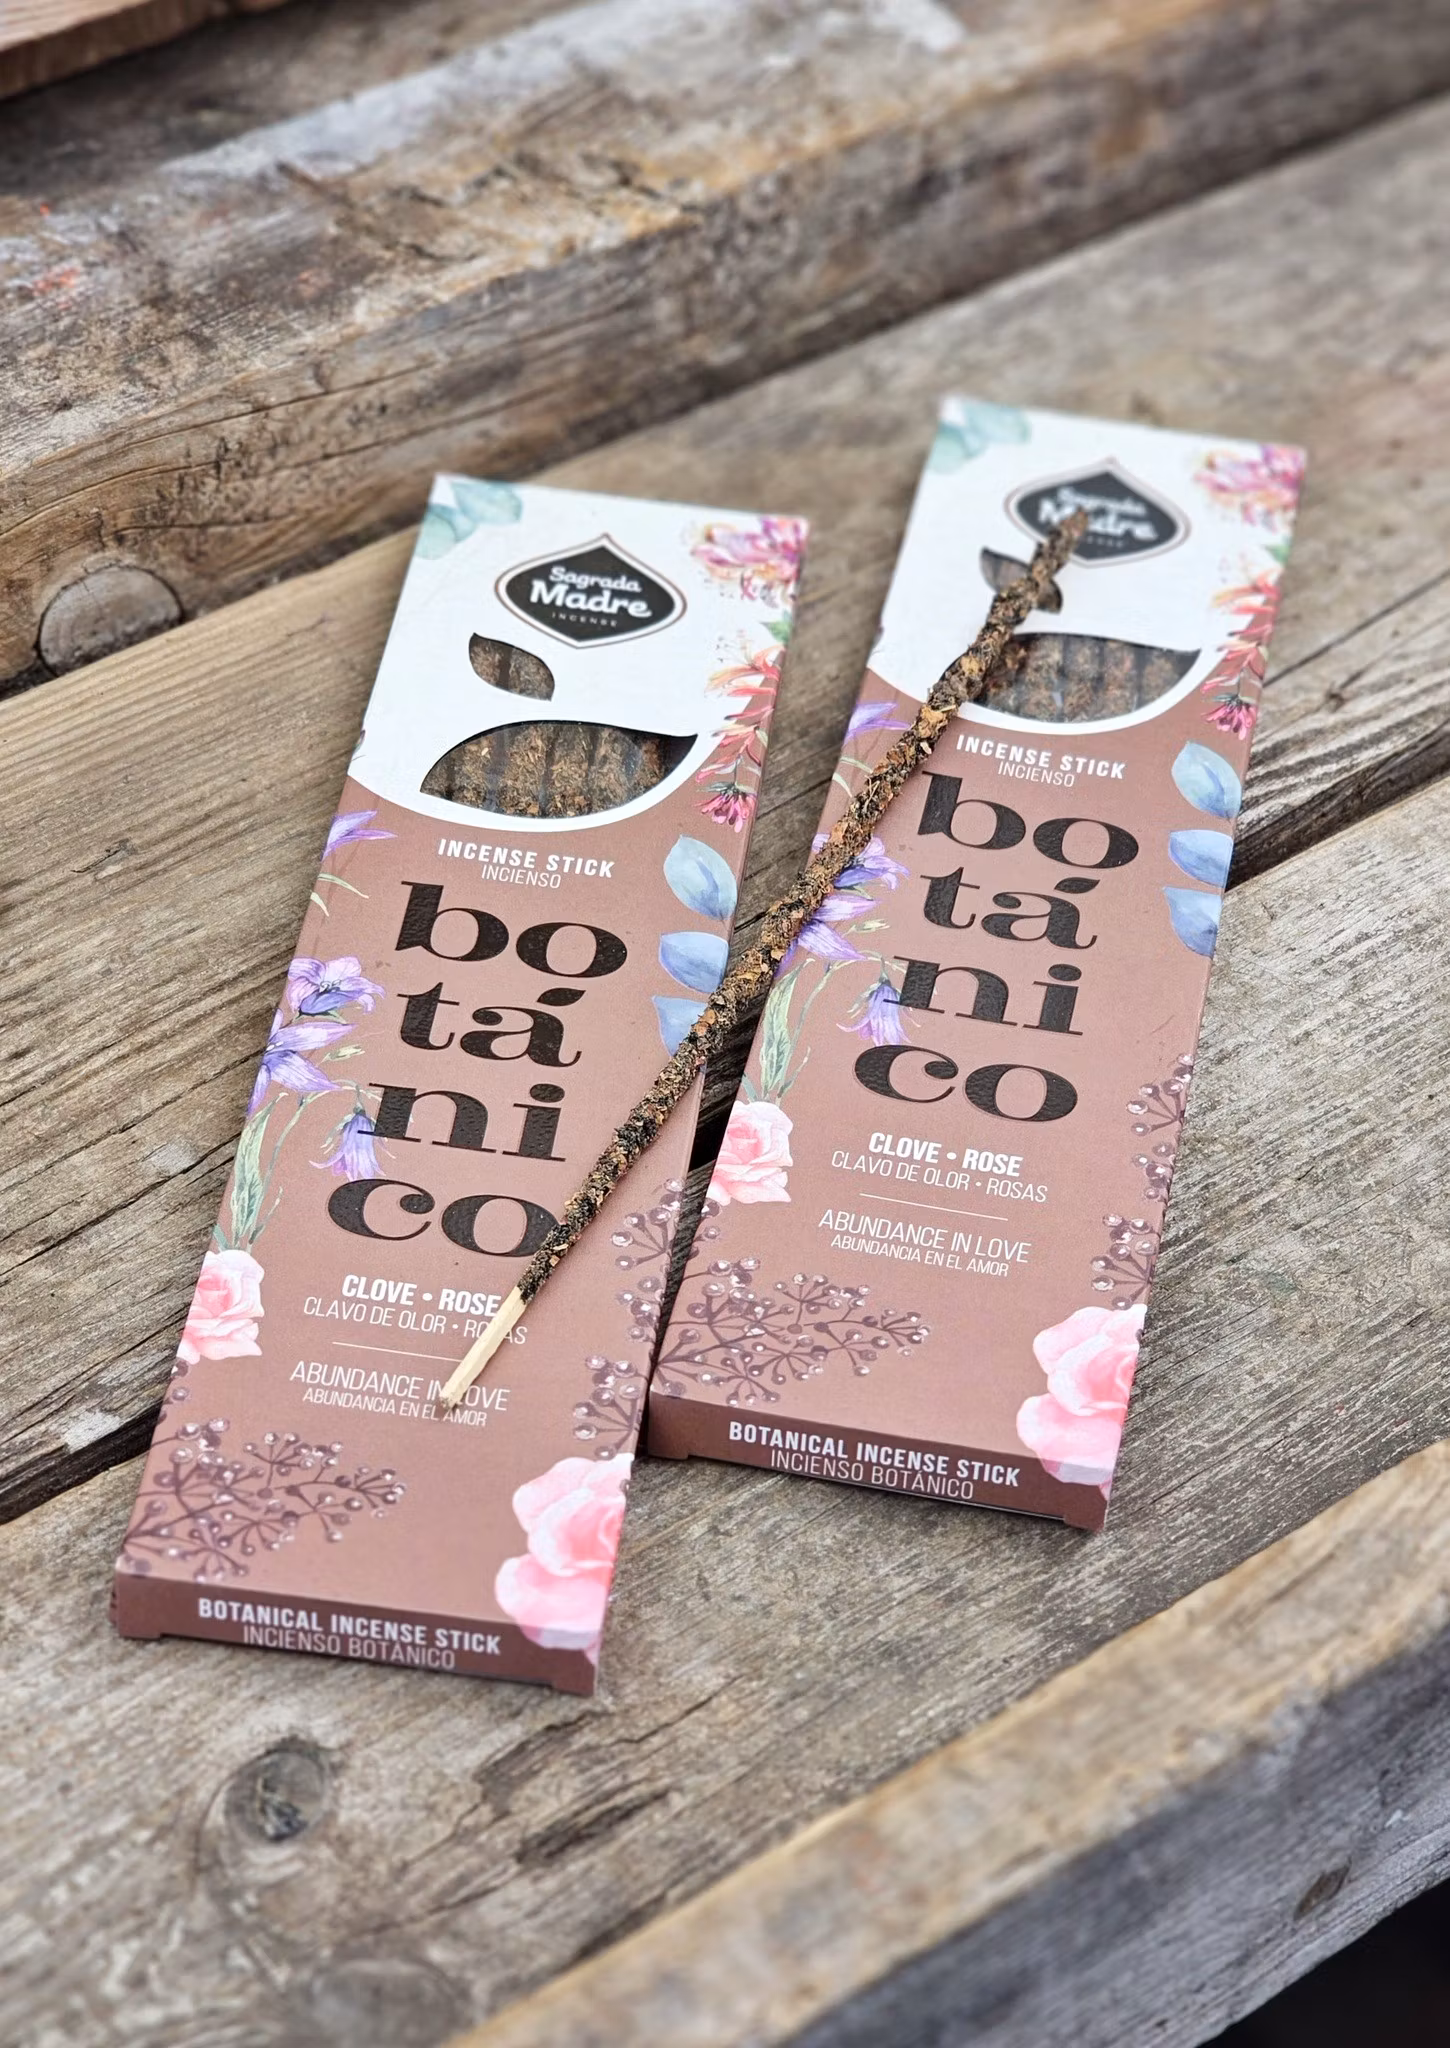 Sagrada
Madre
INCENSE
INCENSE STICK
INCIENSO
bo
tá
ni
co
CLOVE • ROSE
CLAVO DE OLOR • ROSAS
ABUNDANCE IN LOVE
ABUNDANCIA EN EL AMOR
BOTANICAL INCENSE STICK
INCIENSO BOTÁNICO
Sagrada
Madre
INCENSE STICK
INCIENSO
bo
tá
ni
co
CLOVE • ROSE
CLAVO DE OLOR • ROSAS
ABUNDANCE IN LOVE
ABUNDANCIA EN EL AMOR
BOTANICAL INCENSE STICK
INCIENSO BOTÁNICO